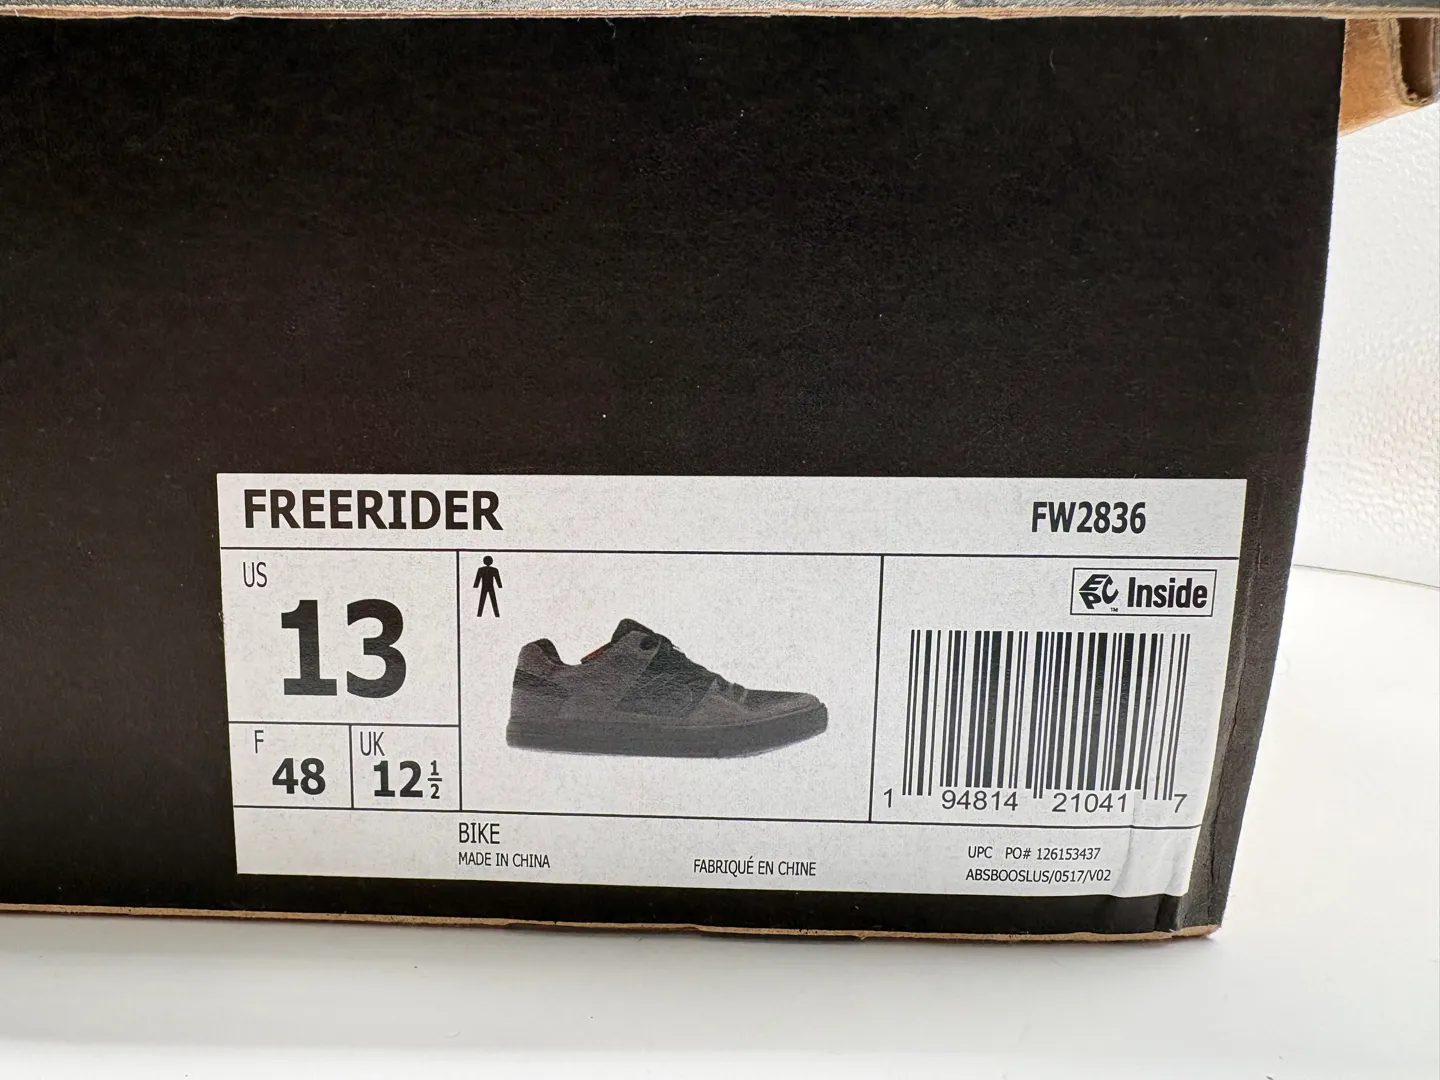 FREERIDER FW2836
US
13
F
48
UK
12 1/2
EPC Inside
1 94814 21041 7
BIKE
MADE IN CHINA
FABRIQUÉ EN CHINE
UPC PO# 126153437
ABSBOOSLUS/0517/V02